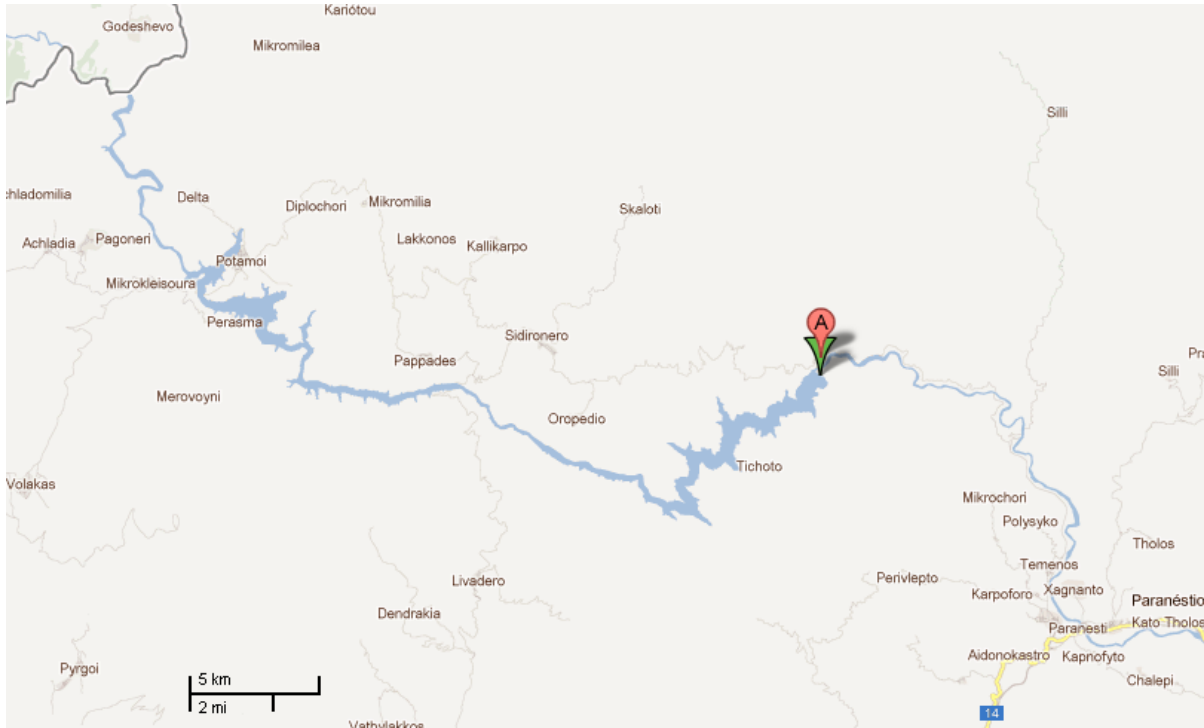 Kariótou
Godeshevo
Mikromilea
Silli
chladomilia
Delta
Diplochori
Mikromilia
Skaloti
Achladia
Pagoneri
Lakkonos
Kallikarpo
Potamoi
Mikrokleisoura
Perasma
Sidironero
A
Pappades
Pra
Silli
Merovoyni
Oropedio
Tichoto
Volakas
Mikrochori
Polysyko
Tholos
Temenos
Livadero
Perivlepto
Karpoforo
Xagnanto
Paranéstio
Dendrakia
Paranesti
Kato Tholos
Aidonokastro
Kapnofyto
Pyrgoi
Chalepi
5 km
2 mi
14
Vathylakkos